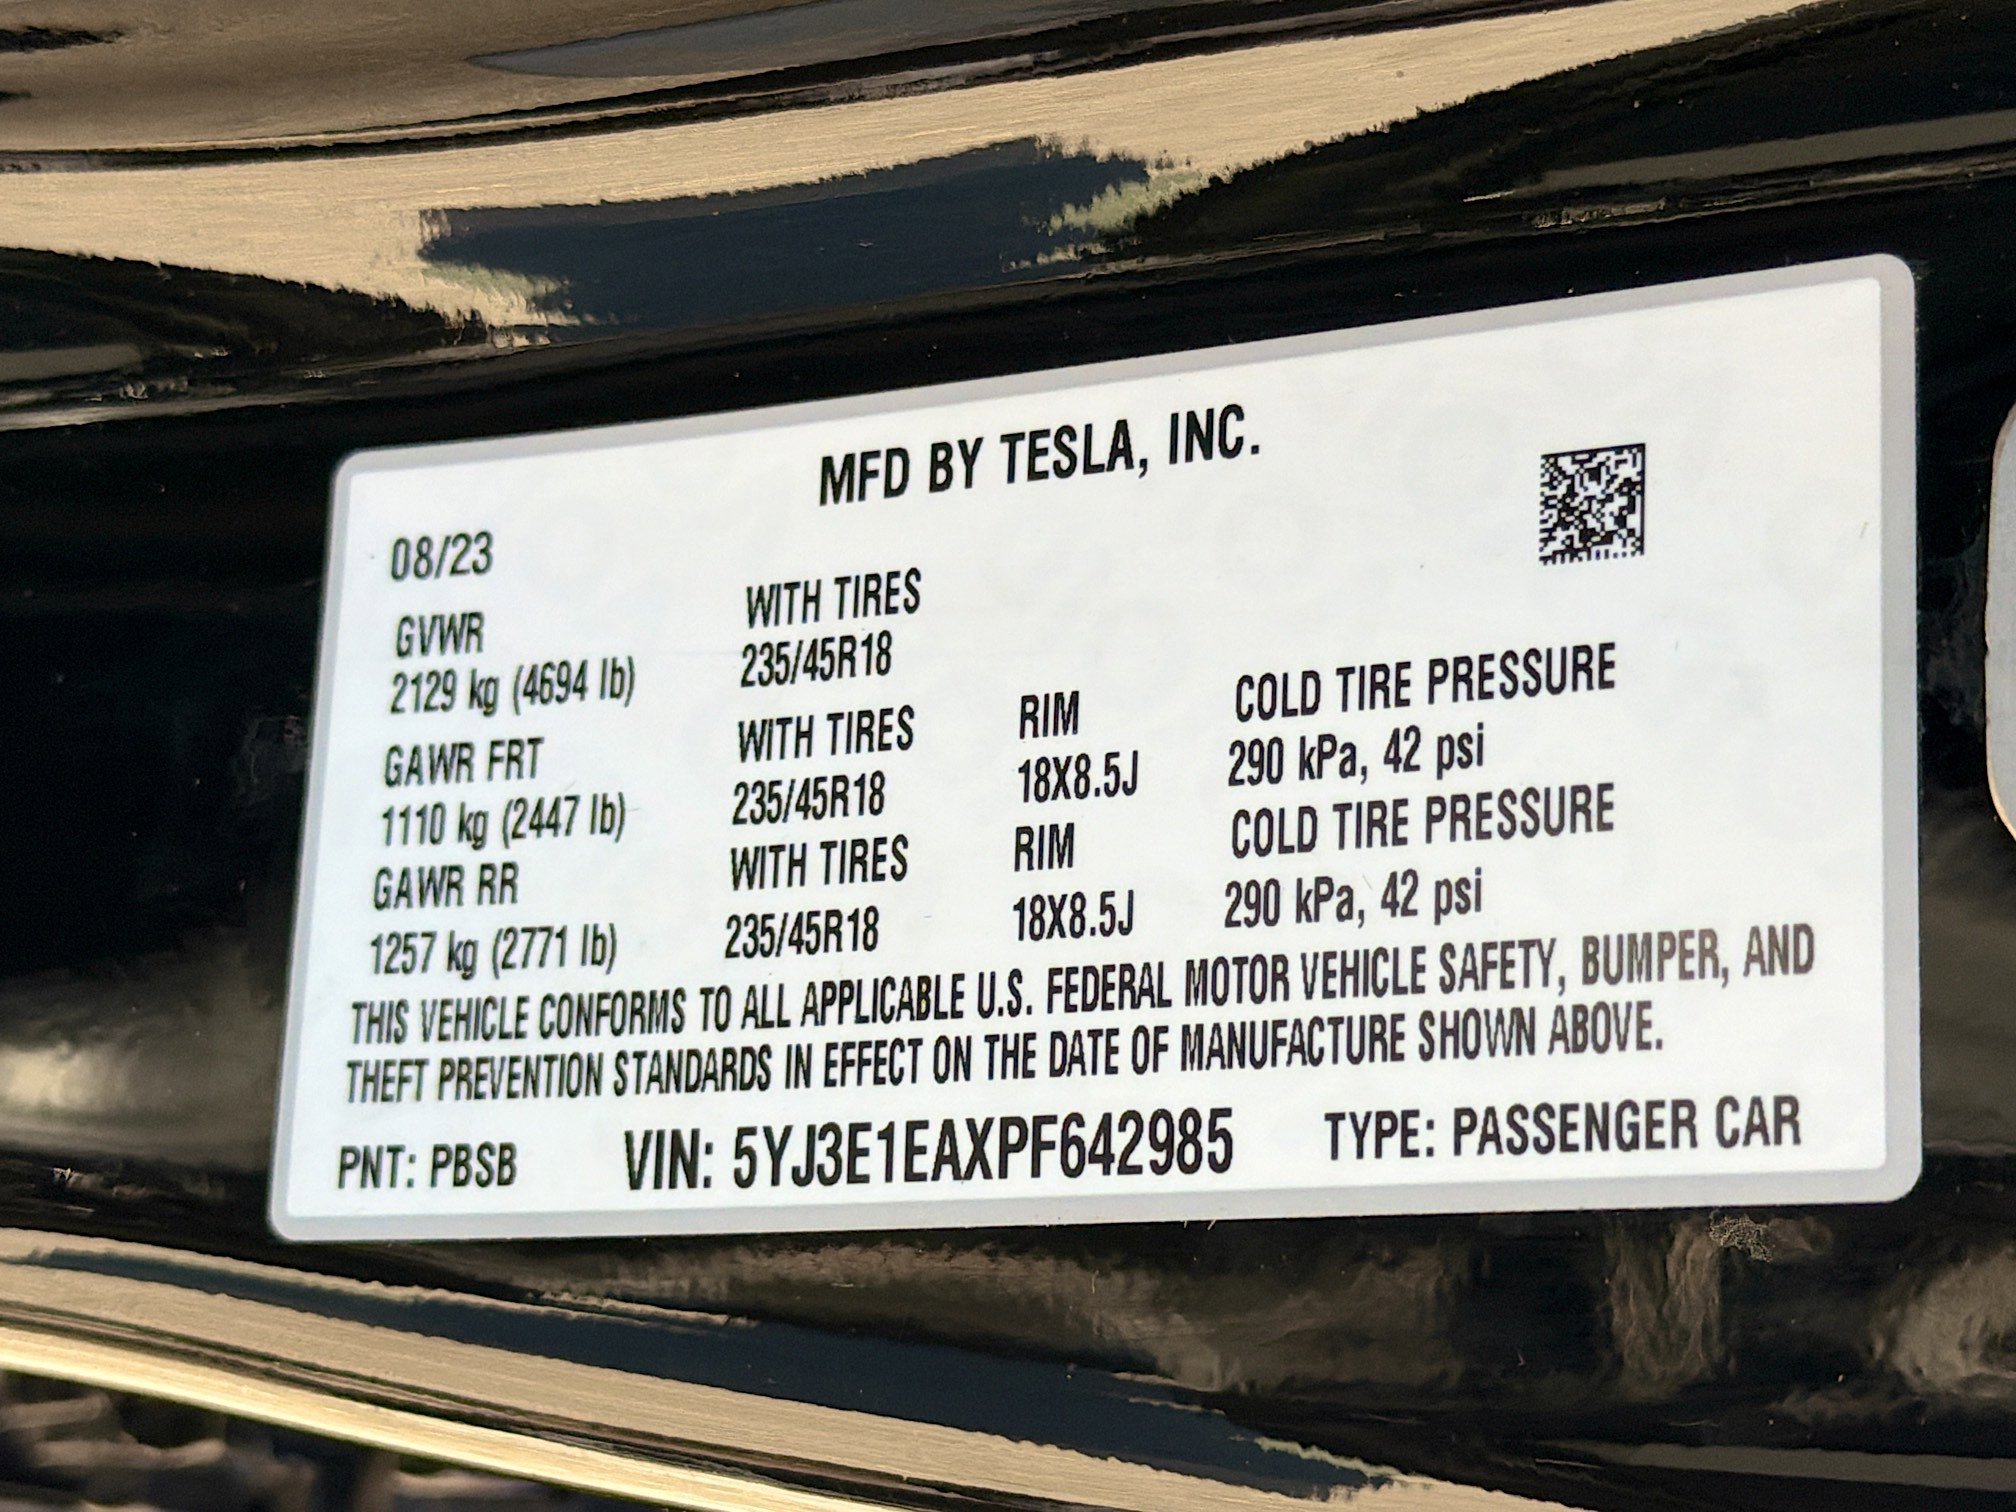 MFD BY TESLA, INC.
08/23
GVWR WITH TIRES
2129 kg (4694 lb) 235/45R18
GAWR FRT WITH TIRES RIM COLD TIRE PRESSURE
1110 kg (2447 lb) 235/45R18 18X8.5J 290 kPa, 42 psi
GAWR RR WITH TIRES RIM COLD TIRE PRESSURE
1257 kg (2771 lb) 235/45R18 18X8.5J 290 kPa, 42 psi
THIS VEHICLE CONFORMS TO ALL APPLICABLE U.S. FEDERAL MOTOR VEHICLE SAFETY, BUMPER, AND
THEFT PREVENTION STANDARDS IN EFFECT ON THE DATE OF MANUFACTURE SHOWN ABOVE.
PNT: PBSB VIN: 5YJ3E1EAXPF642985 TYPE: PASSENGER CAR